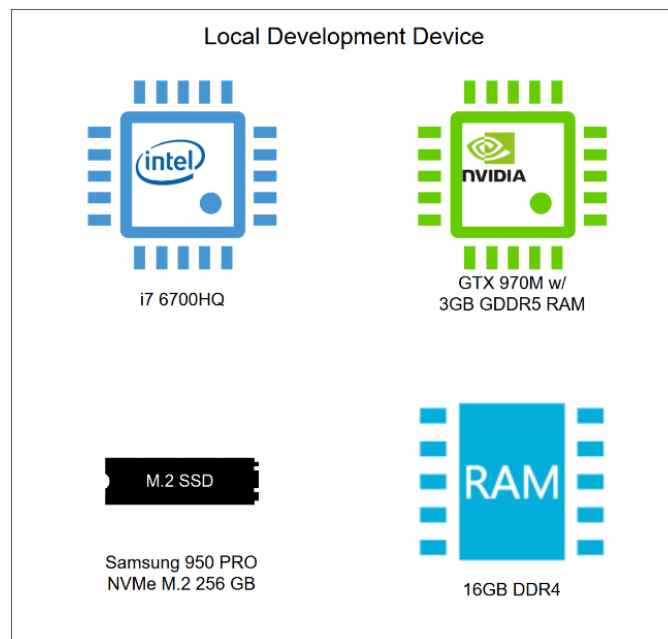 Local Development Device
intel
NVIDIA
i7 6700HQ
GTX 970M w/
3GB GDDR5 RAM
M.2 SSD
RAM
Samsung 950 PRO
NVMe M.2 256 GB
16GB DDR4